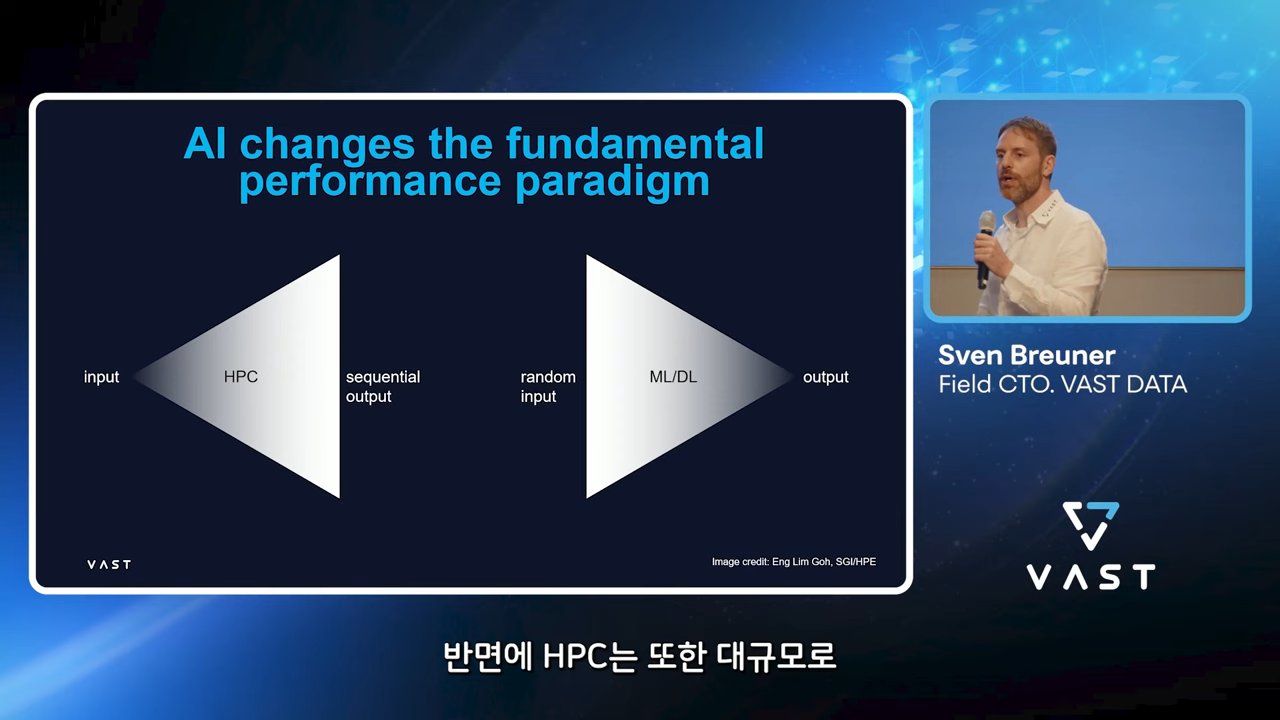 AI changes the fundamental
performance paradigm
input
HPC
sequential
output
random
input
ML/DL
output
VAST
Image credit: Eng Lim Goh, SGI/HPE
Sven Breuner
Field CTO. VAST DATA
VAST
반면에 HPC는 또한 대규모로